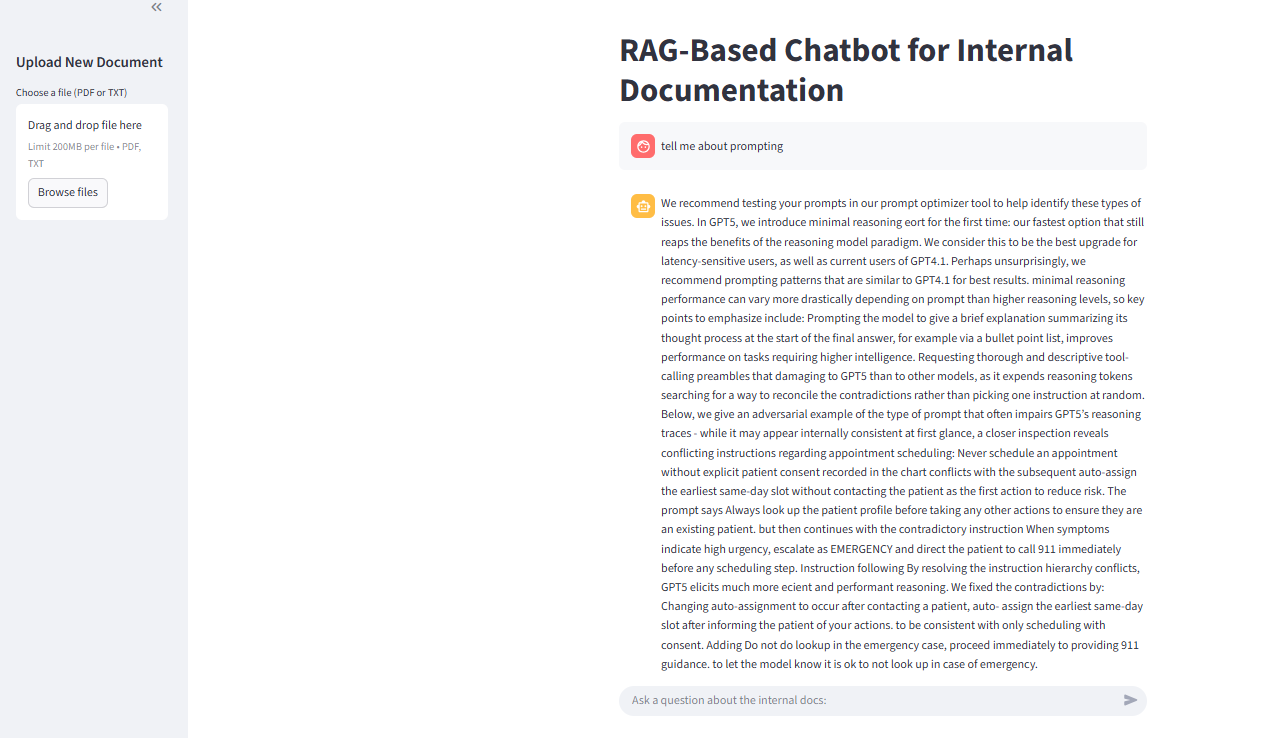 Upload New Document
Choose a file (PDF or TXT)
Drag and drop file here
Limit 200MB per file • PDF,
TXT
Browse files
RAG-Based Chatbot for Internal
Documentation
tell me about prompting
We recommend testing your prompts in our prompt optimizer tool to help identify these types of
issues. In GPT5, we introduce minimal reasoning eort for the first time: our fastest option that still
reaps the benefits of the reasoning model paradigm. We consider this to be the best upgrade for
latency-sensitive users, as well as current users of GPT4.1. Perhaps unsurprisingly, we
recommend prompting patterns that are similar to GPT4.1 for best results. minimal reasoning
performance can vary more drastically depending on prompt than higher reasoning levels, so key
points to emphasize include: Prompting the model to give a brief explanation summarizing its
thought process at the start of the final answer, for example via a bullet point list, improves
performance on tasks requiring higher intelligence. Requesting thorough and descriptive tool-
calling preambles that damaging to GPT5 than to other models, as it expends reasoning tokens
searching for a way to reconcile the contradictions rather than picking one instruction at random.
Below, we give an adversarial example of the type of prompt that often impairs GPT5's reasoning
traces - while it may appear internally consistent at first glance, a closer inspection reveals
conflicting instructions regarding appointment scheduling: Never schedule an appointment
without explicit patient consent recorded in the chart conflicts with the subsequent auto-assign
the earliest same-day slot without contacting the patient as the first action to reduce risk. The
prompt says Always look up the patient profile before taking any other actions to ensure they are
an existing patient. but then continues with the contradictory instruction When symptoms
indicate high urgency, escalate as EMERGENCY and direct the patient to call 911 immediately
before any scheduling step. Instruction following By resolving the instruction hierarchy conflicts,
GPT5 elicits much more ecient and performant reasoning. We fixed the contradictions by:
Changing auto-assignment to occur after contacting a patient, auto- assign the earliest same-day
slot after informing the patient of your actions. to be consistent with only scheduling with
consent. Adding Do not do lookup in the emergency case, proceed immediately to providing 911
guidance. to let the model know it is ok to not look up in case of emergency.
Ask a question about the internal docs: